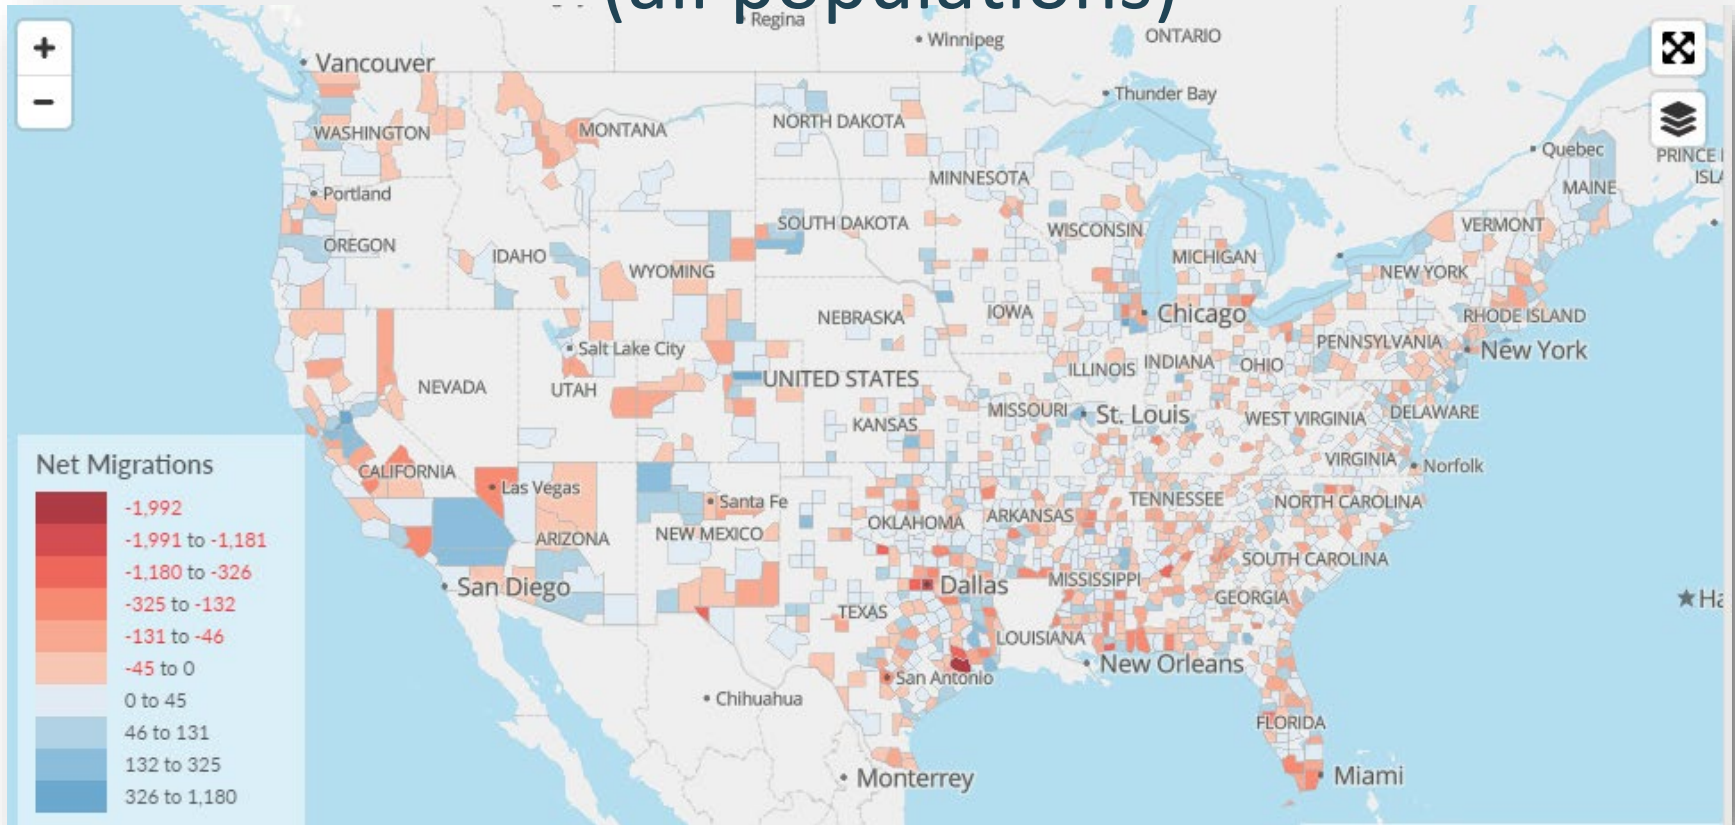 (all populations)
Regina
Winnipeg
ONTARIO
Vancouver
Thunder Bay
WASHINGTON
MONTANA
NORTH DAKOTA
Quebec
PRINCE
ISLA
MINNESOTA
MAINE
Portland
SOUTH DAKOTA
WISCONSIN
VERMONT
OREGON
IDAHO
WYOMING
MICHIGAN
NEW YORK
NEBRASKA
IOWA
Chicago
RHODE ISLAND
Salt Lake City
PENNSYLVANIA
New York
NEVADA
UTAH
UNITED STATES
ILLINOIS
INDIANA
OHIO
KANSAS
MISSOURI
St. Louis
WEST VIRGINIA
DELAWARE
CALIFORNIA
VIRGINIA
Norfolk
Las Vegas
Santa Fe
TENNESSEE
NORTH CAROLINA
ARIZONA
NEW MEXICO
OKLAHOMA
ARKANSAS
SOUTH CAROLINA
San Diego
Dallas
MISSISSIPPI
GEORGIA
Ha
TEXAS
LOUISIANA
New Orleans
San Antonio
Chihuahua
FLORIDA
Monterrey
Miami
Net Migrations
-1,992
-1,991 to -1,181
-1,180 to -326
-325 to -132
-131 to -46
-45 to 0
0 to 45
46 to 131
132 to 325
326 to 1,180